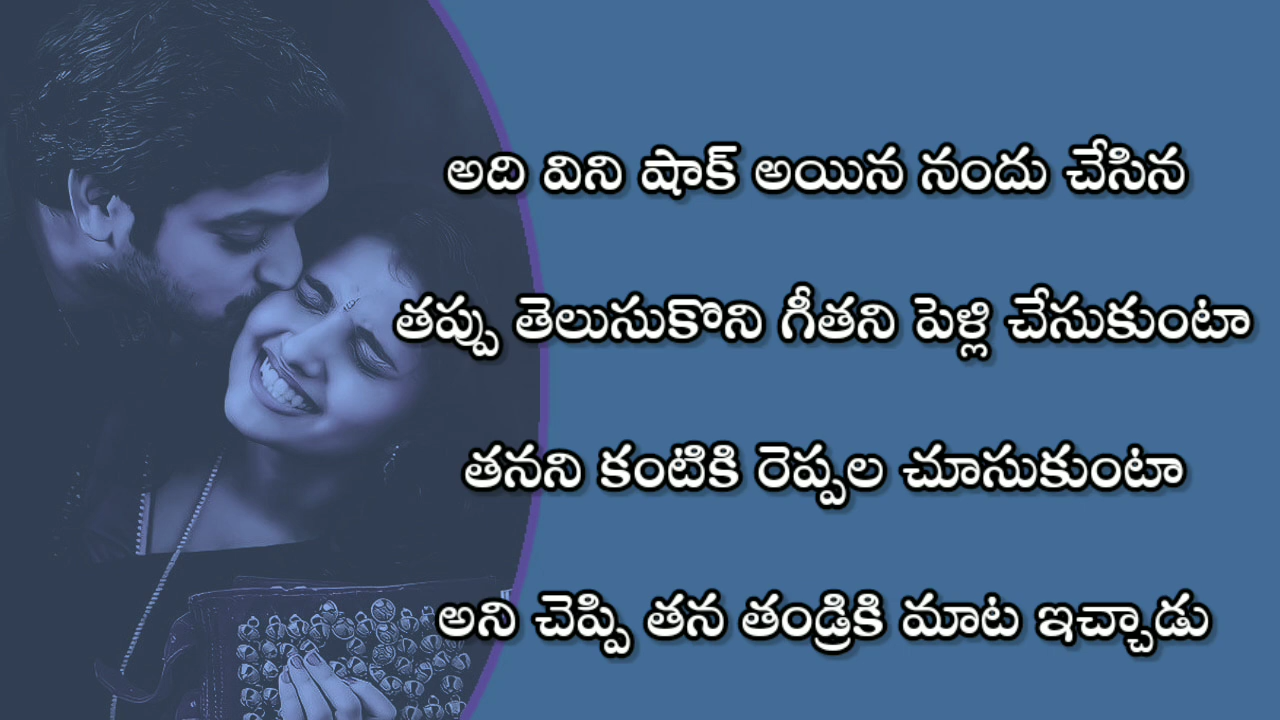 అది విని షాక్ అయిన నందు చేసిన
తప్పు తెలుసుకొని గీతని పెళ్లి చేసుకుంటా
తనని కంటికి రెప్పల చూసుకుంటా
అని చెప్పి తన తండ్రికి మాట ఇచ్చాడు